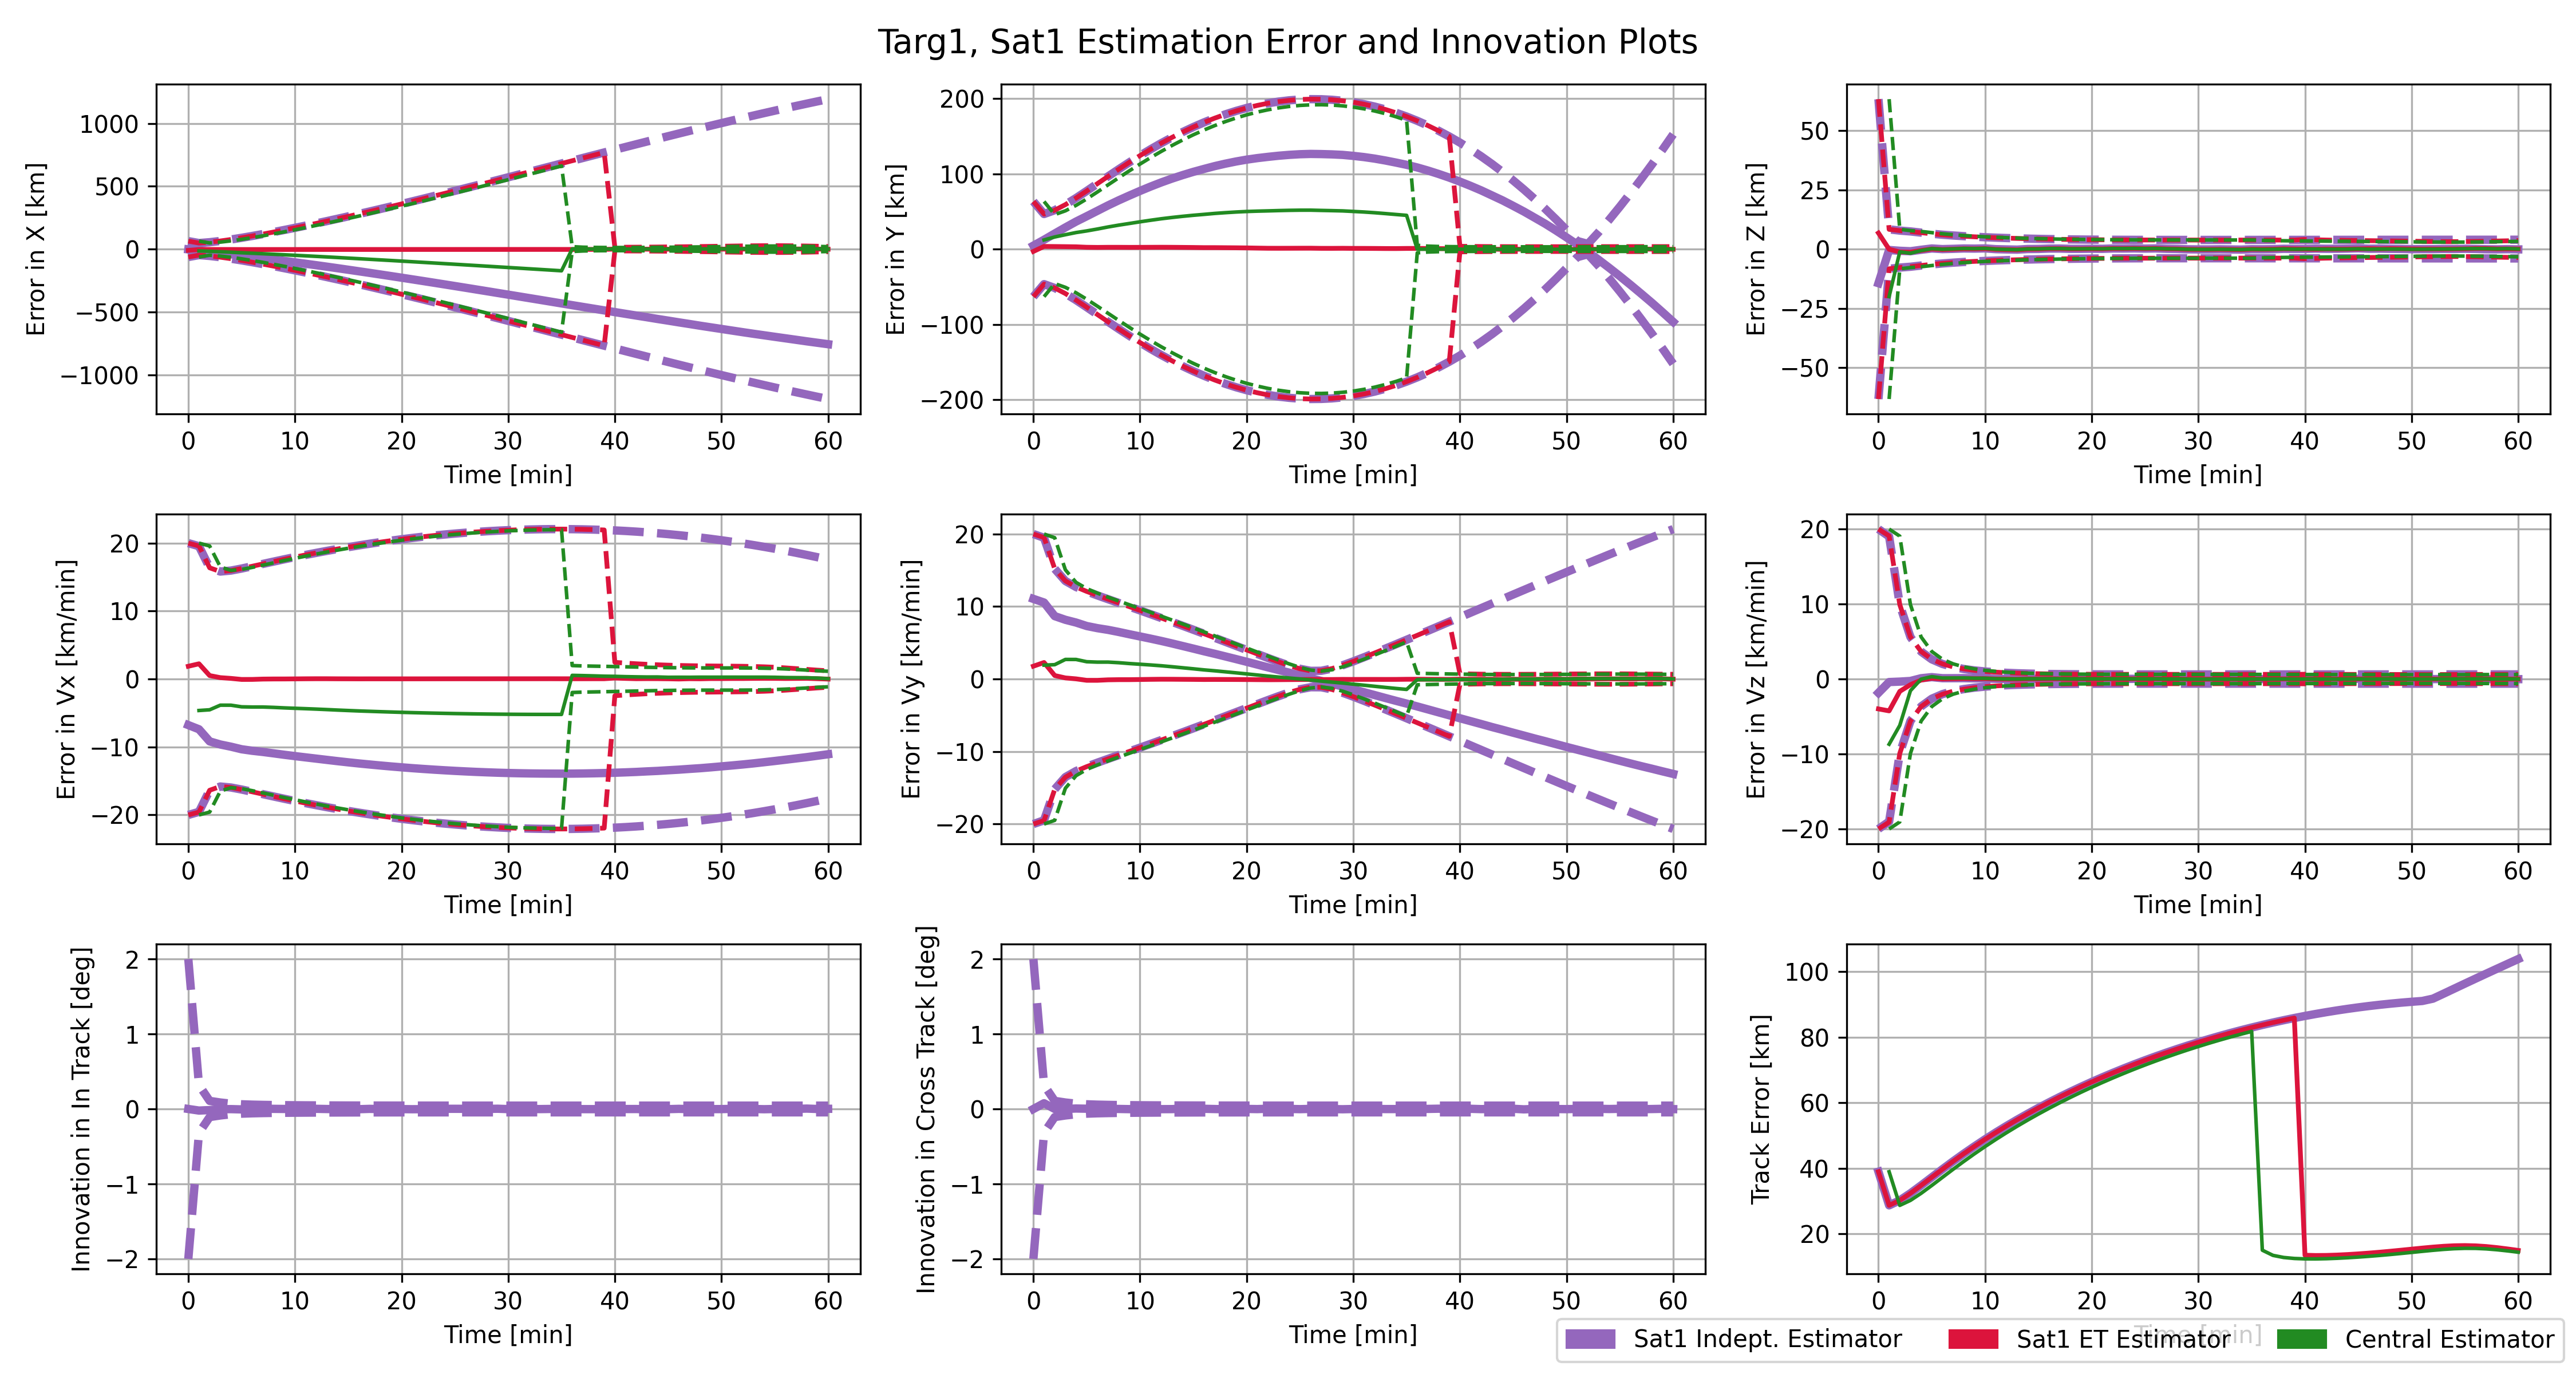 Targ1, Sat1 Estimation Error and Innovation Plots
Error in X [km]
1000
500
0
−500
−1000
0 10 20 30 40 50 60
Time [min]
Error in Y [km]
200
100
0
−100
−200
0 10 20 30 40 50 60
Time [min]
Error in Z [km]
50
25
0
−25
−50
0 10 20 30 40 50 60
Time [min]
Error in Vx [km/min]
20
10
0
−10
−20
0 10 20 30 40 50 60
Time [min]
Error in Vy [km/min]
20
10
0
−10
−20
0 10 20 30 40 50 60
Time [min]
Error in Vz [km/min]
20
10
0
−10
−20
0 10 20 30 40 50 60
Time [min]
Innovation in In Track [deg]
2
1
0
−1
−2
0 10 20 30 40 50 60
Time [min]
Innovation in Cross Track [deg]
2
1
0
−1
−2
0 10 20 30 40 50 60
Time [min]
Track Error [km]
100
80
60
40
20
0 10 20 30 40 50 60
Time [min]
Sat1 Indept. Estimator Sat1 ET Estimator Central Estimator